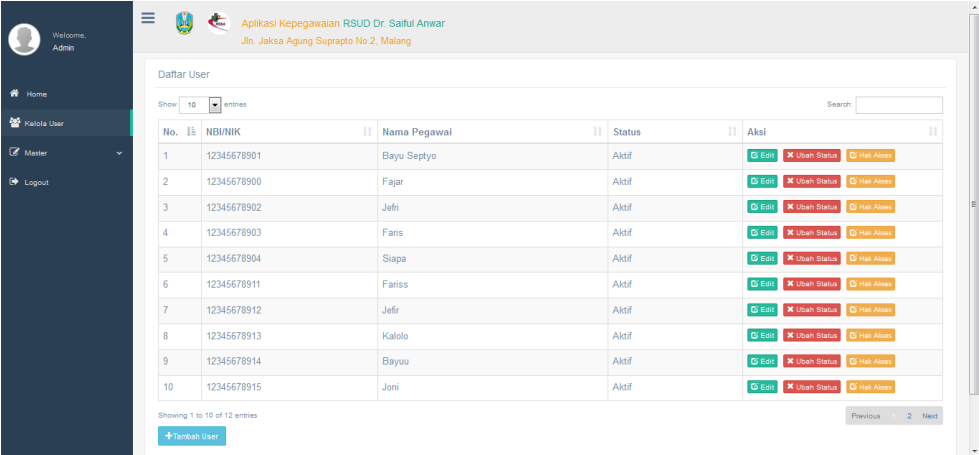 Welcome,
Admin
Home
Kelola User
Master
Logout
Aplikasi Kepegawaian RSUD Dr. Saiful Anwar
Jln. Jaksa Agung Suprapto No.2, Malang
Daftar User
Show 10 entries
Search:
No. NBI/NIK Nama Pegawai Status Aksi
1 12345678901 Bayu Septyo Aktif Edit Ubah Status Hak Akses
2 12345678900 Fajar Aktif Edit Ubah Status Hak Akses
3 12345678902 Jefri Aktif Edit Ubah Status Hak Akses
4 12345678903 Faris Aktif Edit Ubah Status Hak Akses
5 12345678904 Siapa Aktif Edit Ubah Status Hak Akses
6 12345678911 Fariss Aktif Edit Ubah Status Hak Akses
7 12345678912 Jefir Aktif Edit Ubah Status Hak Akses
8 12345678913 Kalolo Aktif Edit Ubah Status Hak Akses
9 12345678914 Bayuu Aktif Edit Ubah Status Hak Akses
10 12345678915 Joni Aktif Edit Ubah Status Hak Akses
Showing 1 to 10 of 12 entries
Previous 1 2 Next
Tambah User